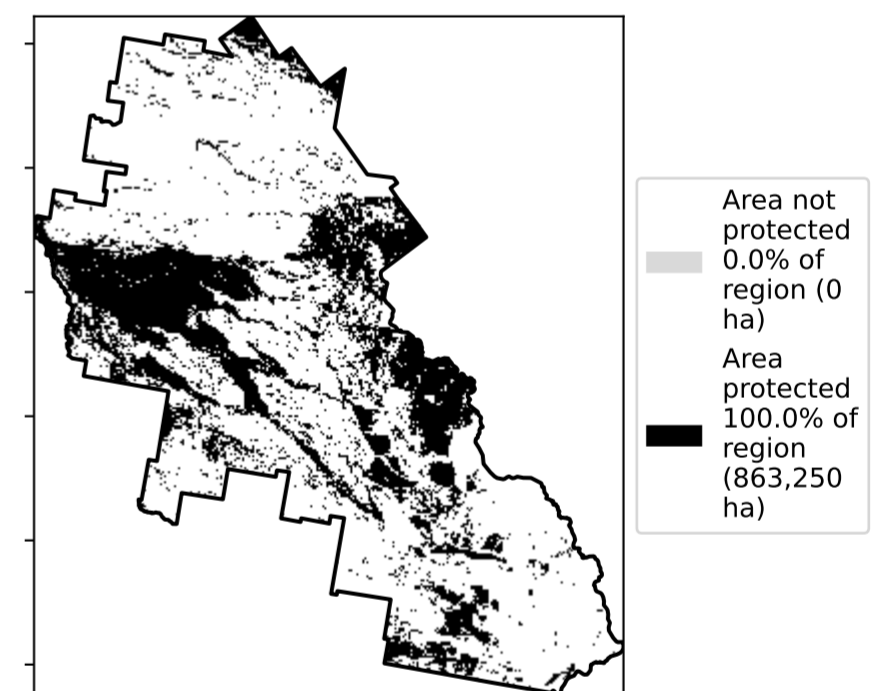 Area not
protected
0.0% of
region (0
ha)
Area
protected
100.0% of
region
(863,250
ha)